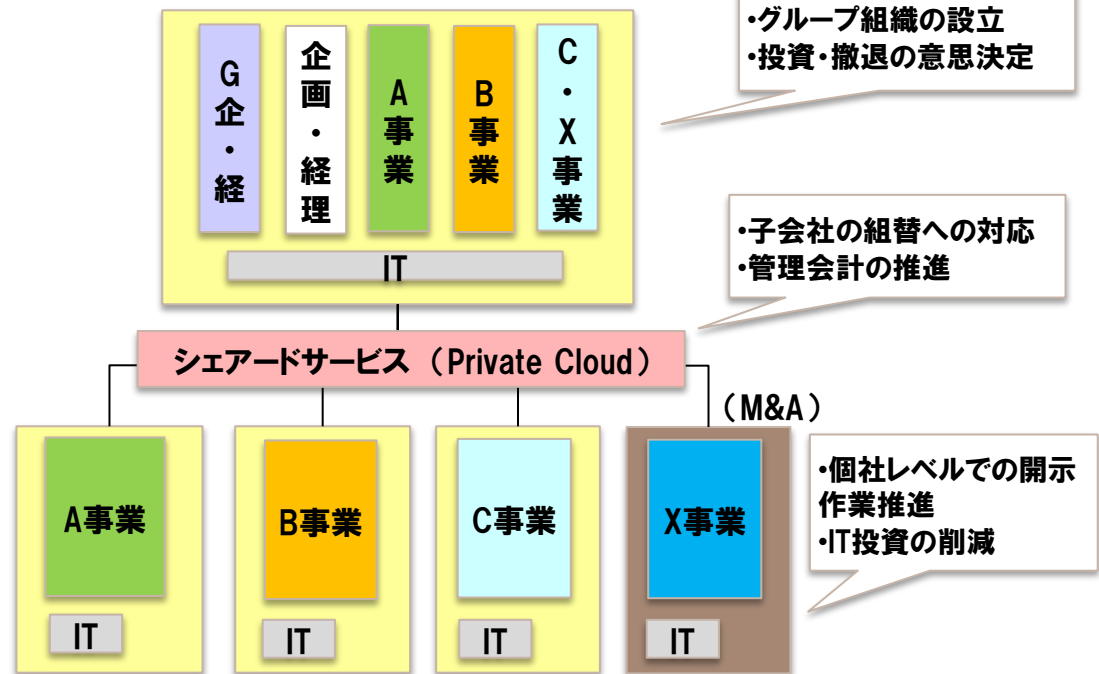 ・グループ組織の設立
・投資・撤退の意思決定
G企・経
企画・経理
A事業
B事業
C・X事業
IT
・子会社の組替への対応
・管理会計の推進
シェアードサービス（Private Cloud）
（M&A）
A事業
B事業
C事業
X事業
・個社レベルでの開示
作業推進
・IT投資の削減
IT
IT
IT
IT